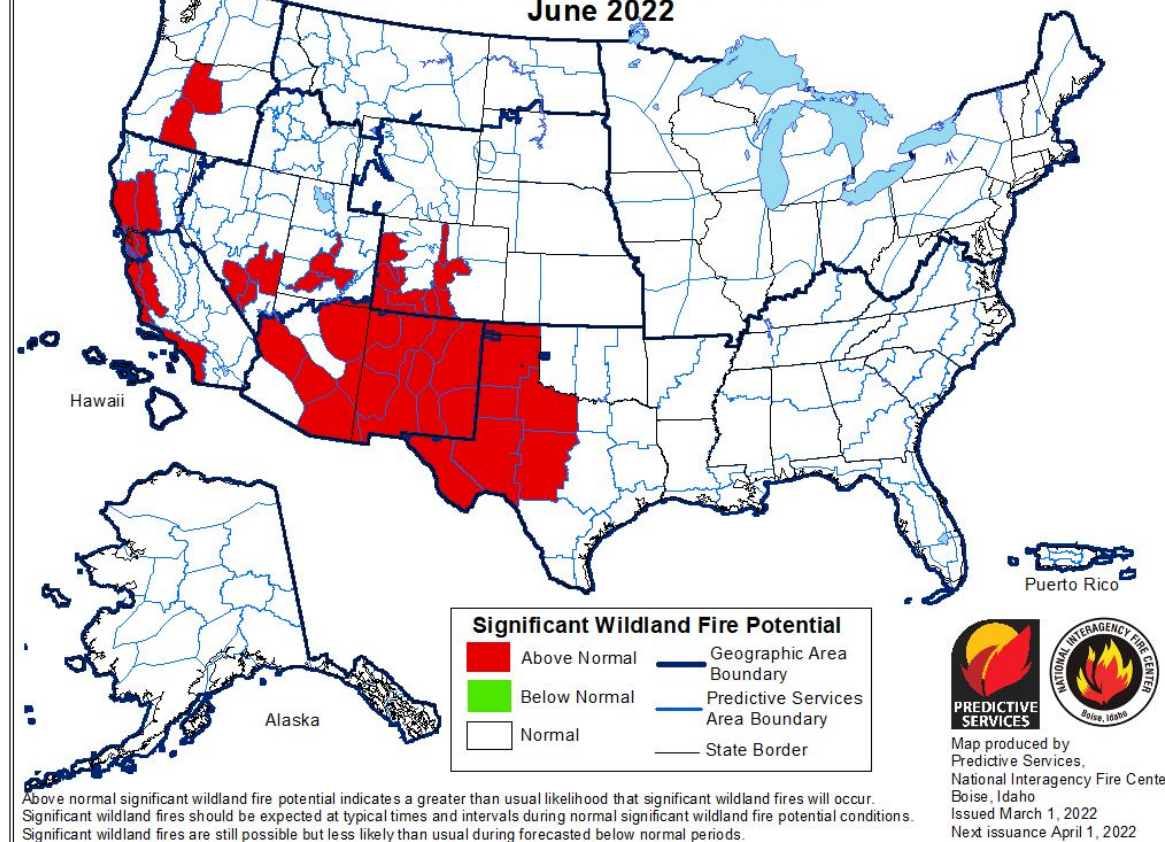 June 2022
Hawaii
Alaska
Puerto Rico
Significant Wildland Fire Potential
Above Normal
Below Normal
Normal
Geographic Area
Boundary
Predictive Services
Area Boundary
State Border
PREDICTIVE
SERVICES
NATIONAL INTERAGENCY FIRE CENTER
Boise, Idaho
Map produced by
Predictive Services,
National Interagency Fire Cente
Boise, Idaho
Issued March 1, 2022
Next issuance April 1, 2022
Above normal significant wildland fire potential indicates a greater than usual likelihood that significant wildland fires will occur.
Significant wildland fires should be expected at typical times and intervals during normal significant wildland fire potential conditions.
Significant wildland fires are still possible but less likely than usual during forecasted below normal periods.